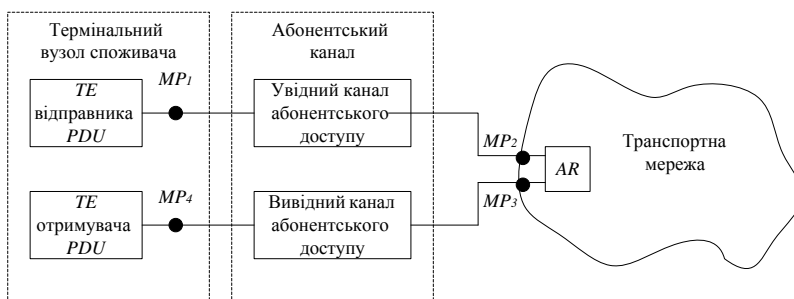 Термінальний
вузол споживача
Абонентський
канал
TE
відправника
PDU
MP1
Увідний канал
абонентського
доступу
MP2
AR
Транспортна
мережа
TE
отримувача
PDU
MP4
Вивідний канал
абонентського
доступу
MP3